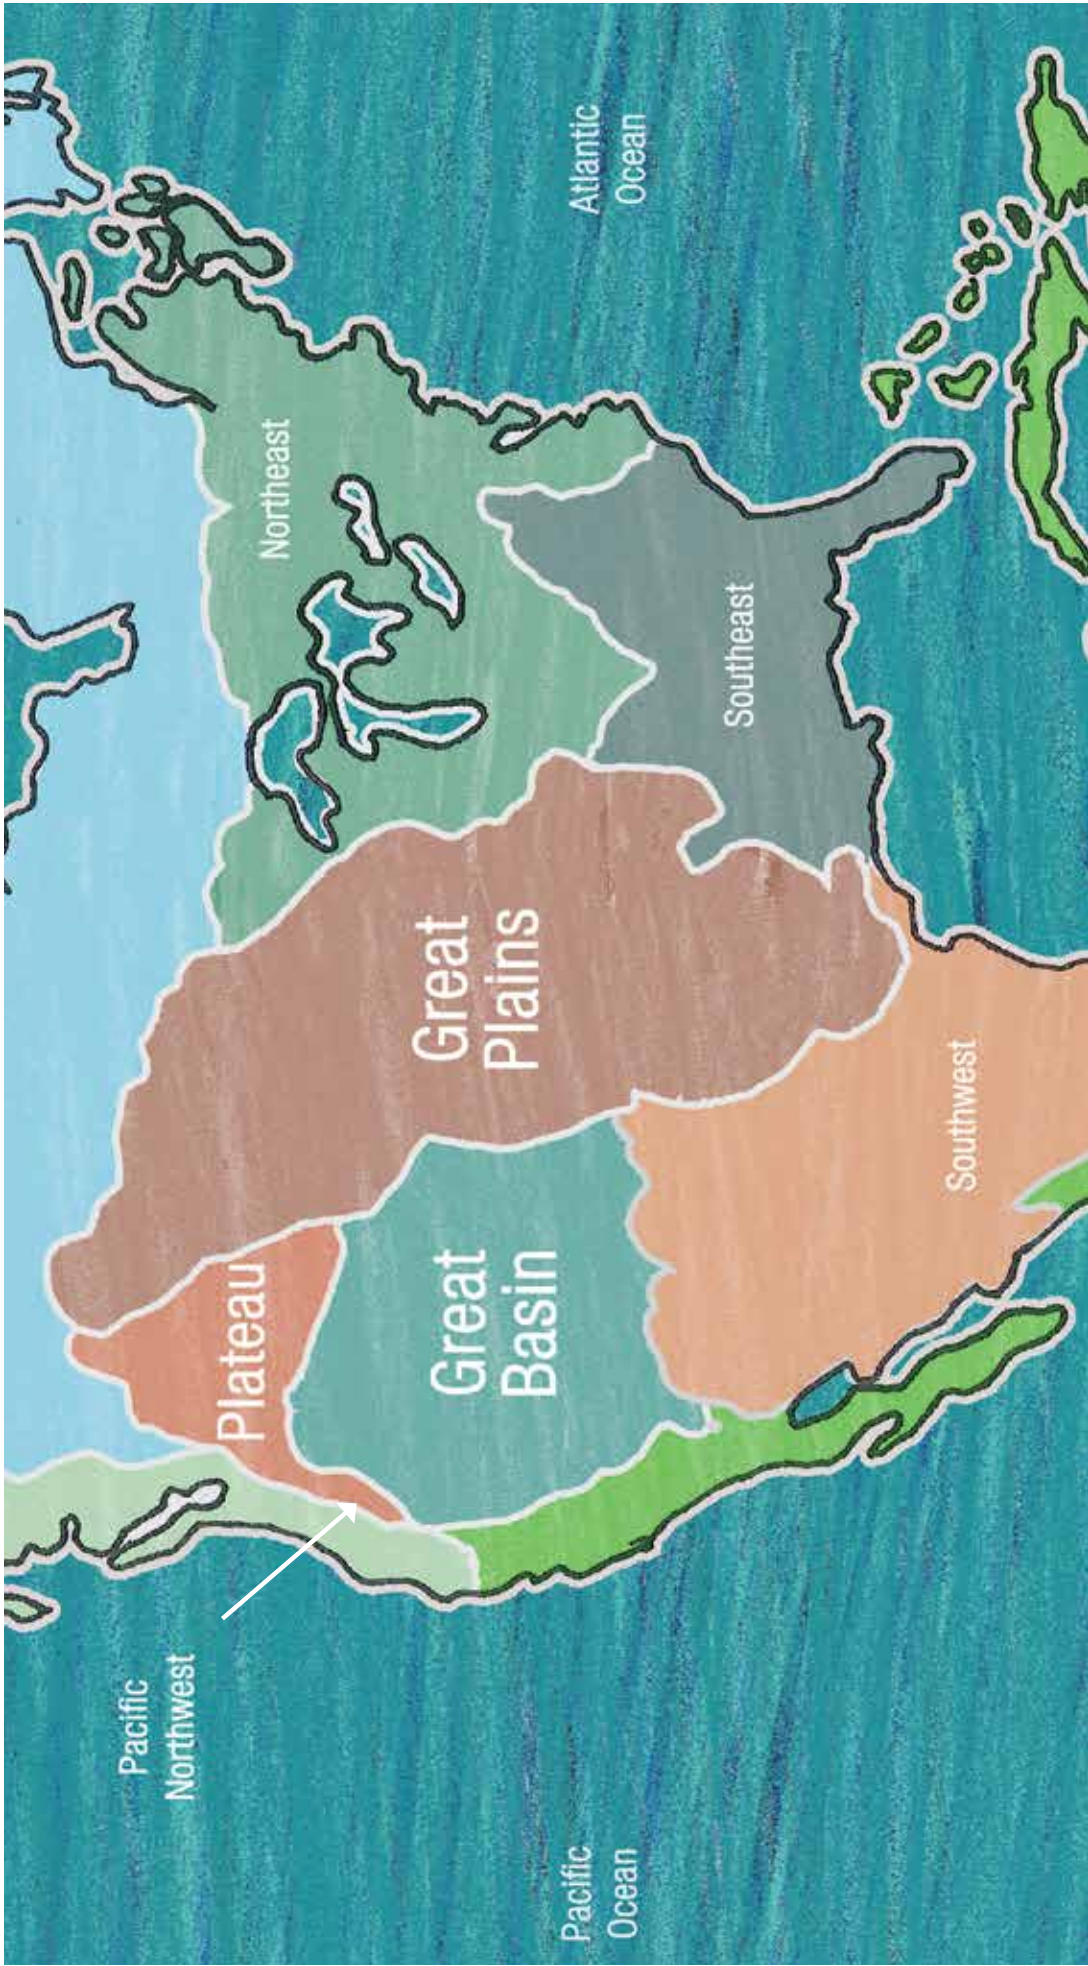 Pacific
Northwest
Plateau
Great
Basin
Great
Plains
Northeast
Southeast
Southwest
Pacific
Ocean
Atlantic
Ocean